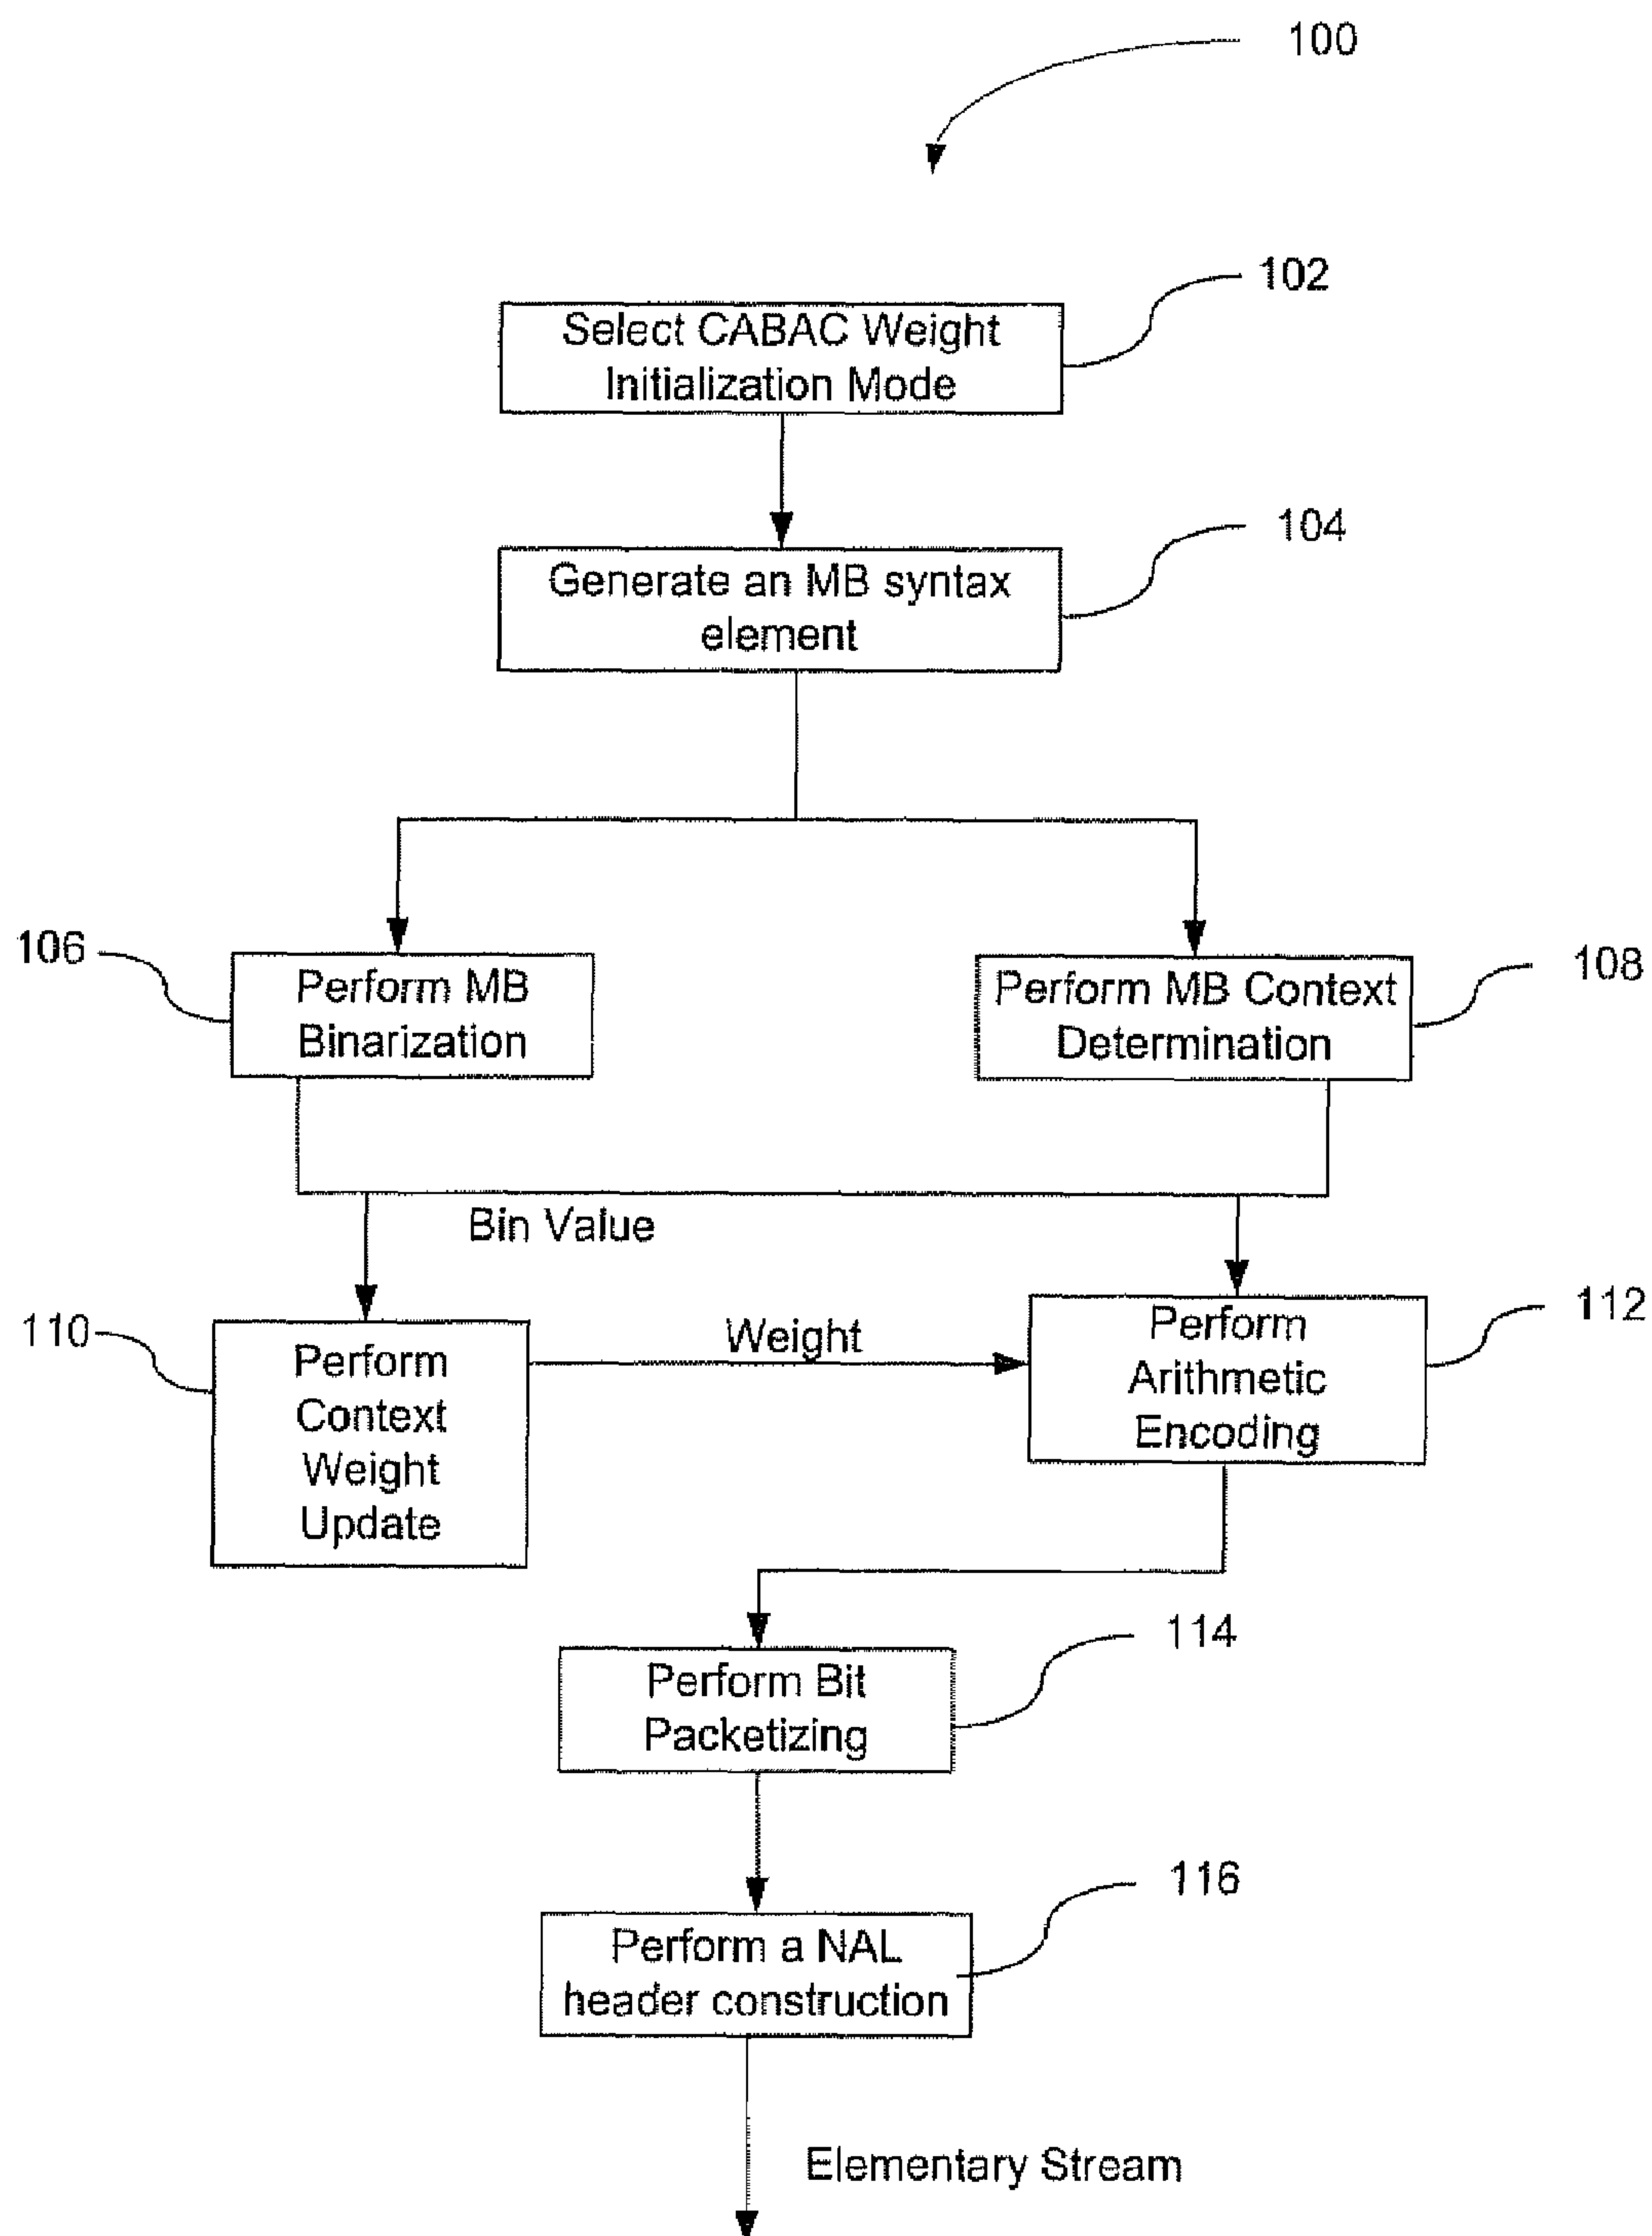 100
102
Select CABAC Weight
Initialization Mode
104
Generate an MB syntax
element
106
Perform MB
Binarization
108
Perform MB Context
Determination
Bin Value
110
Perform
Context
Weight
Update
Weight
112
Perform
Arithmetic
Encoding
114
Perform Bit
Packetizing
116
Perform a NAL
header construction
Elementary Stream